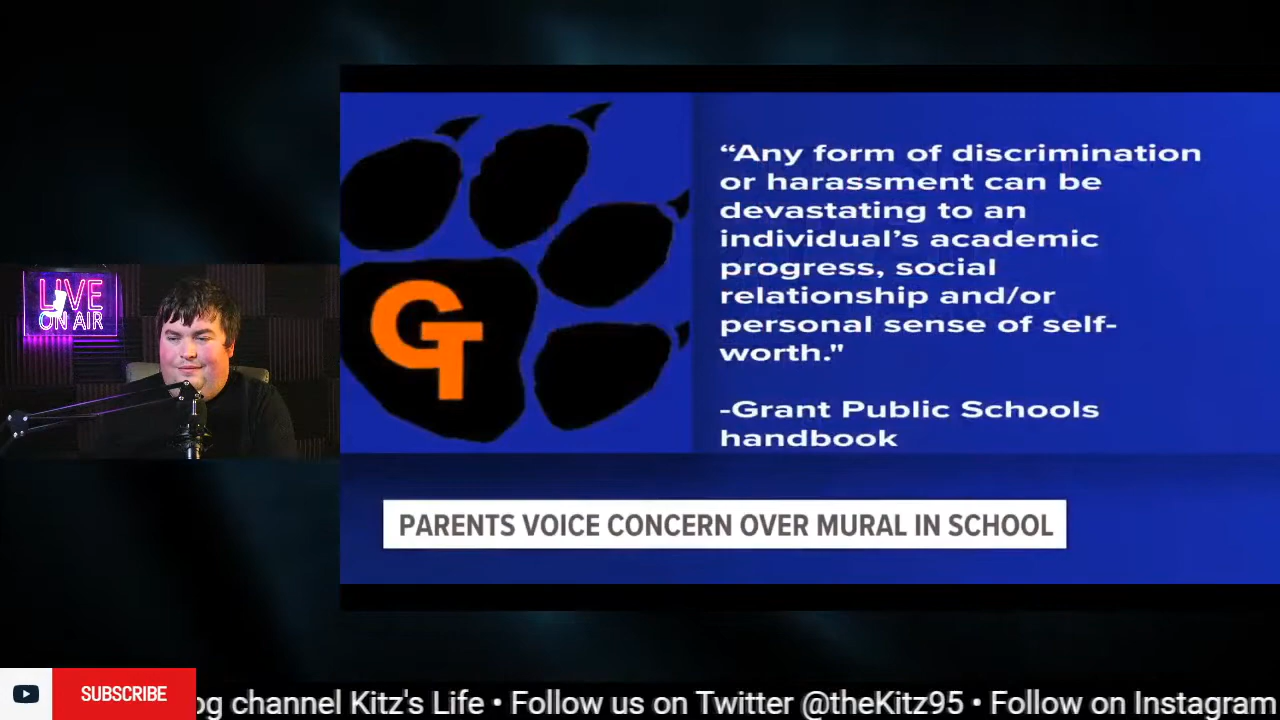 LIVE
ON AIR
GT
“Any form of discrimination
or harassment can be
devastating to an
individual’s academic
progress, social
relationship and/or
personal sense of self-
worth."
-Grant Public Schools
handbook
PARENTS VOICE CONCERN OVER MURAL IN SCHOOL
SUBSCRIBE
og channel Kitz's Life • Follow us on Twitter @theKitz95 • Follow on Instagram